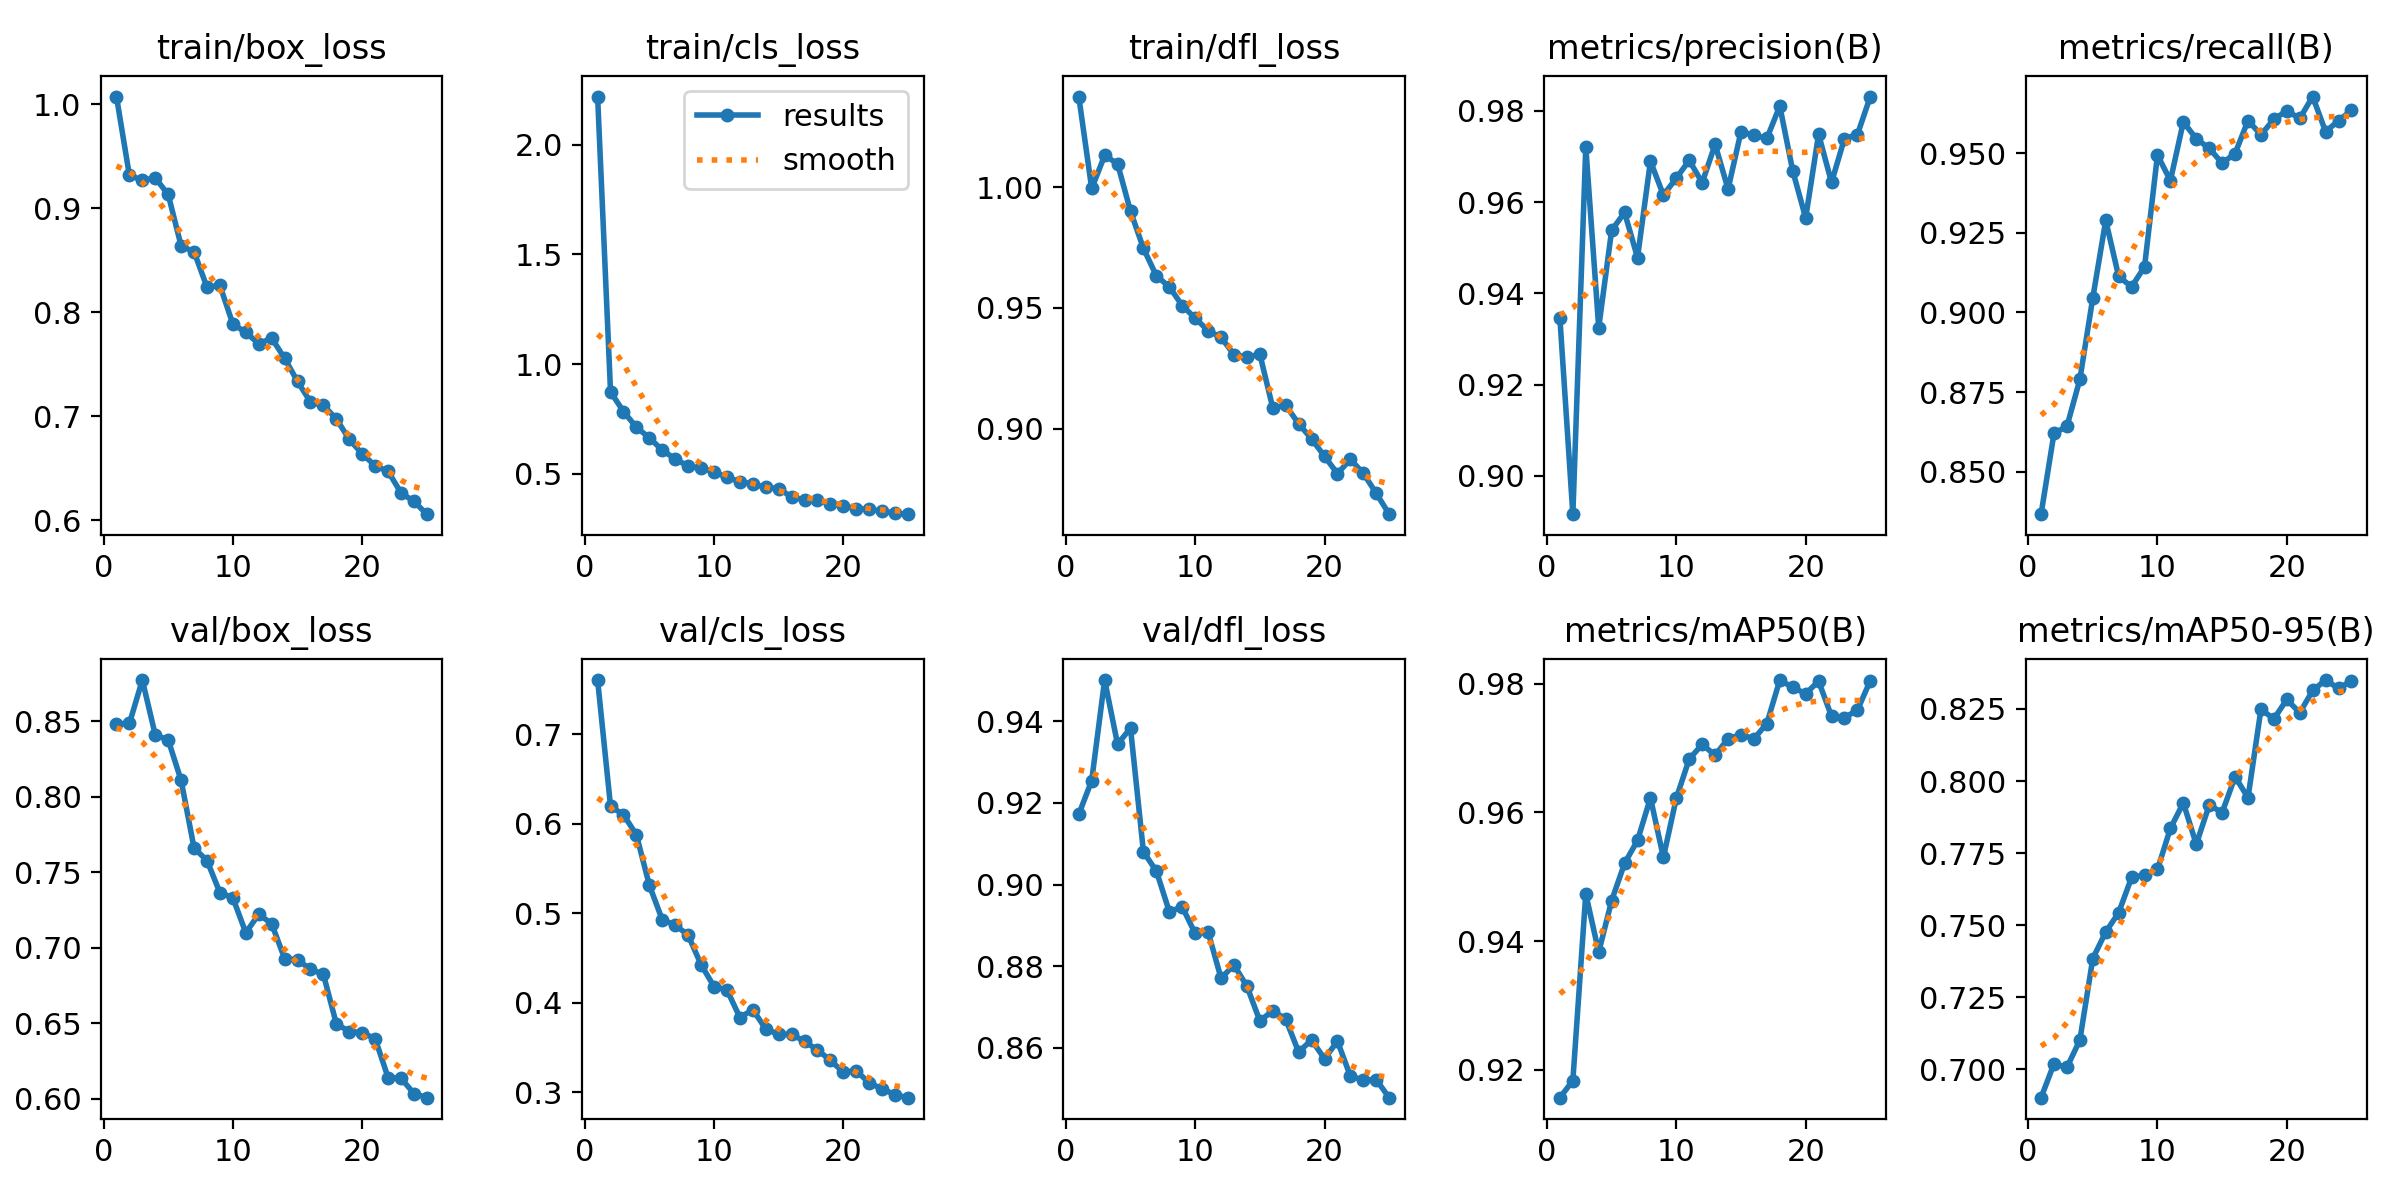 train/box_loss
train/cls_loss
train/dfl_loss
metrics/precision(B)
metrics/recall(B)
1.0
0.9
0.8
0.7
0.6
0 10 20
results
smooth
2.0
1.5
1.0
0.5
0 10 20
1.00
0.95
0.90
0 10 20
0.98
0.96
0.94
0.92
0.90
0 10 20
0.950
0.925
0.900
0.875
0.850
0 10 20
val/box_loss
val/cls_loss
val/dfl_loss
metrics/mAP50(B)
metrics/mAP50-95(B)
0.85
0.80
0.75
0.70
0.65
0.60
0 10 20
0.7
0.6
0.5
0.4
0.3
0 10 20
0.94
0.92
0.90
0.88
0.86
0 10 20
0.98
0.96
0.94
0.92
0 10 20
0.825
0.800
0.775
0.750
0.725
0.700
0 10 20